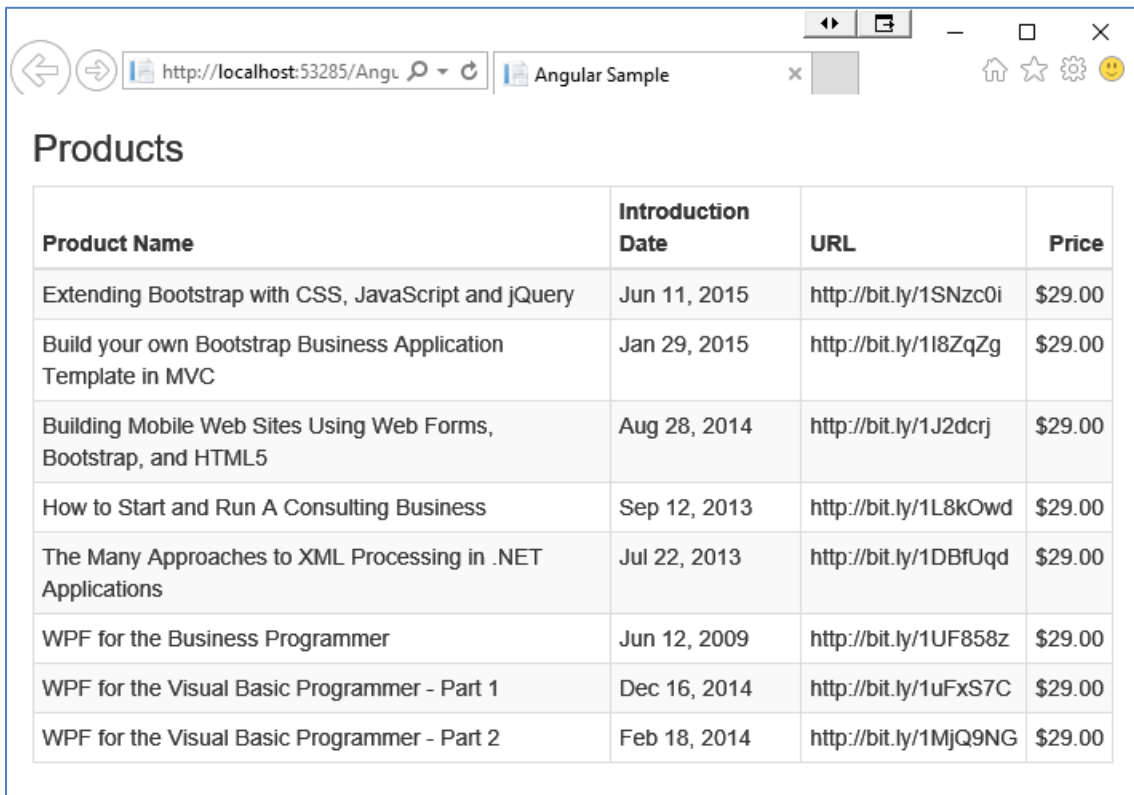 http://localhost:53285/Angu
Angular Sample
Products
Product Name
Introduction
Date
URL
Price
Extending Bootstrap with CSS, JavaScript and jQuery Jun 11, 2015 http://bit.ly/1SNzc0i $29.00
Build your own Bootstrap Business Application Jan 29, 2015 http://bit.ly/1I8ZqZg $29.00
Template in MVC
Building Mobile Web Sites Using Web Forms, Aug 28, 2014 http://bit.ly/1J2dcrj $29.00
Bootstrap, and HTML5
How to Start and Run A Consulting Business Sep 12, 2013 http://bit.ly/1L8kOwd $29.00
The Many Approaches to XML Processing in .NET Jul 22, 2013 http://bit.ly/1DBfUqd $29.00
Applications
WPF for the Business Programmer Jun 12, 2009 http://bit.ly/1UF858z $29.00
WPF for the Visual Basic Programmer - Part 1 Dec 16, 2014 http://bit.ly/1uFxS7C $29.00
WPF for the Visual Basic Programmer - Part 2 Feb 18, 2014 http://bit.ly/1MjQ9NG $29.00